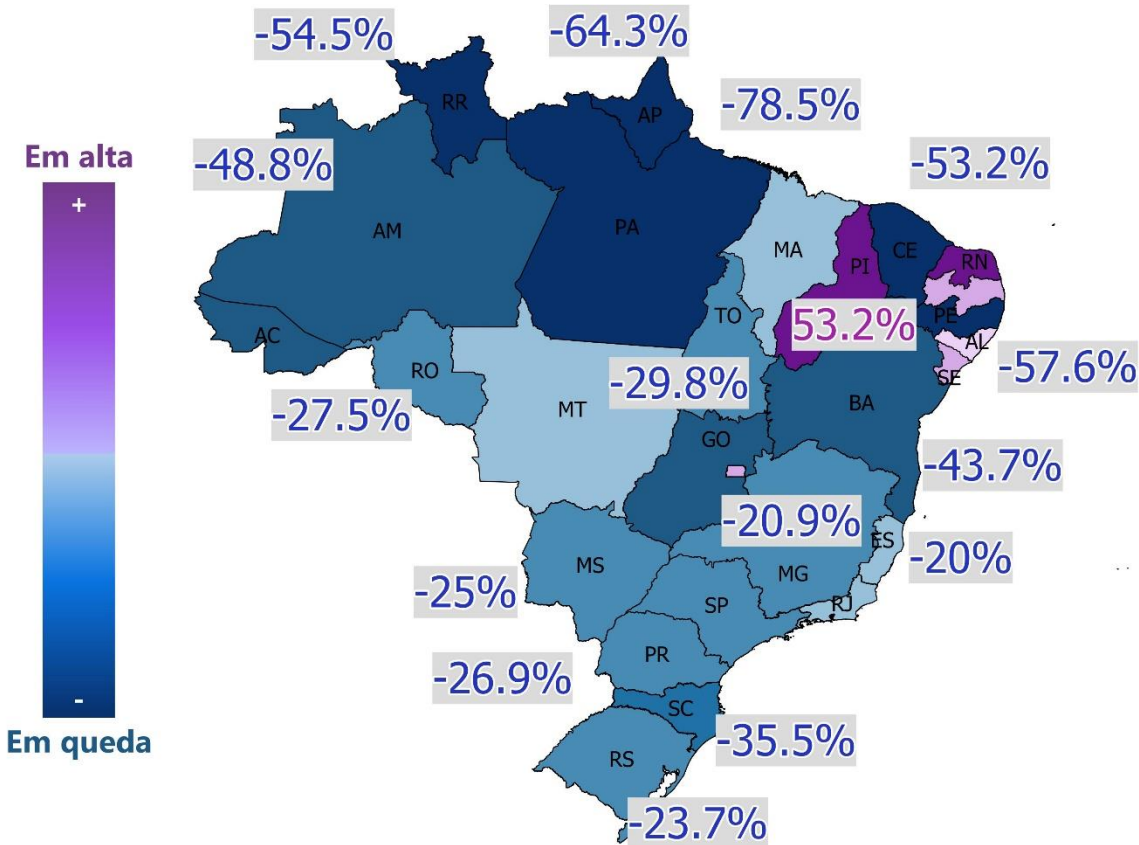 -54.5%
-64.3%
RR
AP
-78.5%
Em alta
+
-48.8%
-53.2%
AM
PA
MA
PI
CE
RN
TO
53.2%
PE
AC
AL
RO
-29.8%
-57.6%
SE
-27.5%
MT
BA
GO
-43.7%
-20.9%
ES
-20%
MS
MG
-25%
SP
RJ
PR
-26.9%
-
SC
Em queda
-35.5%
RS
-23.7%